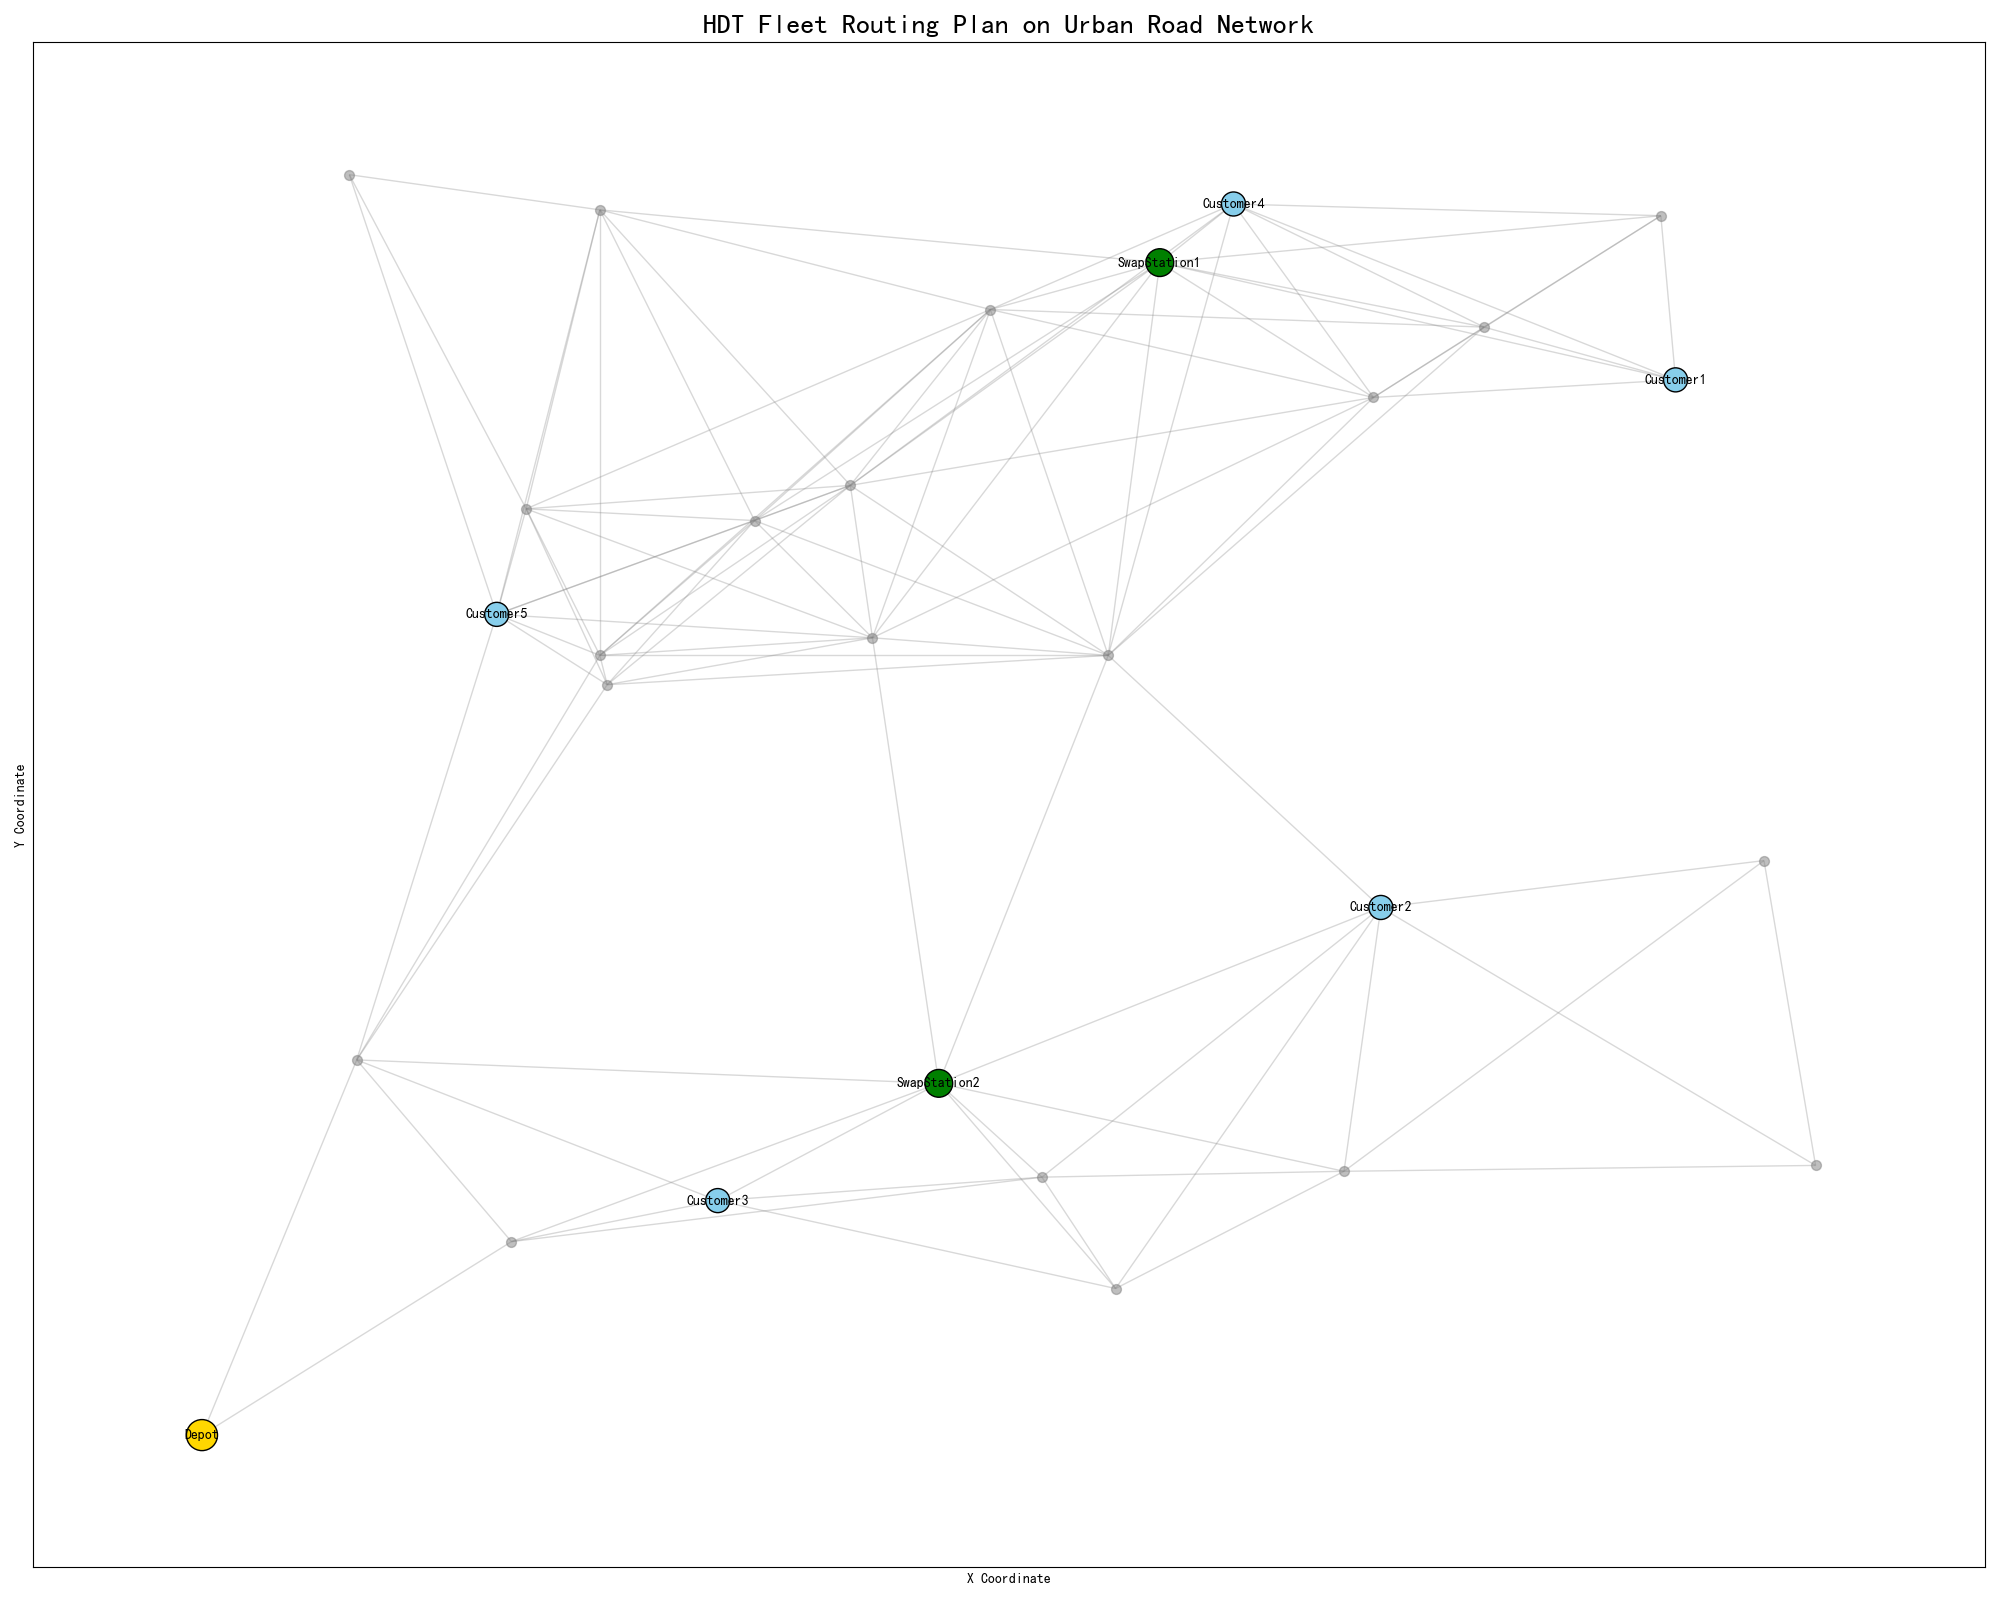 HDT Fleet Routing Plan on Urban Road Network
Customer4
SwapStation1
Customer1
Customer5
Y Coordinate
Customer2
SwapStation2
Customer3
Depot
X Coordinate